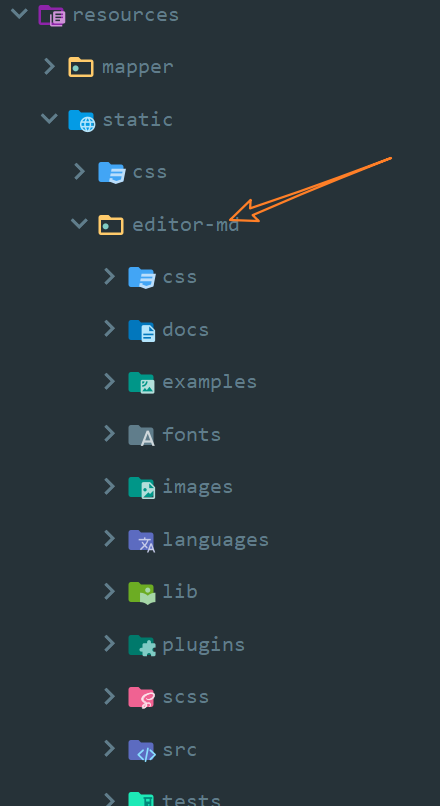 resources
mapper
static
css
editor-md
css
docs
examples
fonts
images
languages
lib
plugins
scss
src
tests